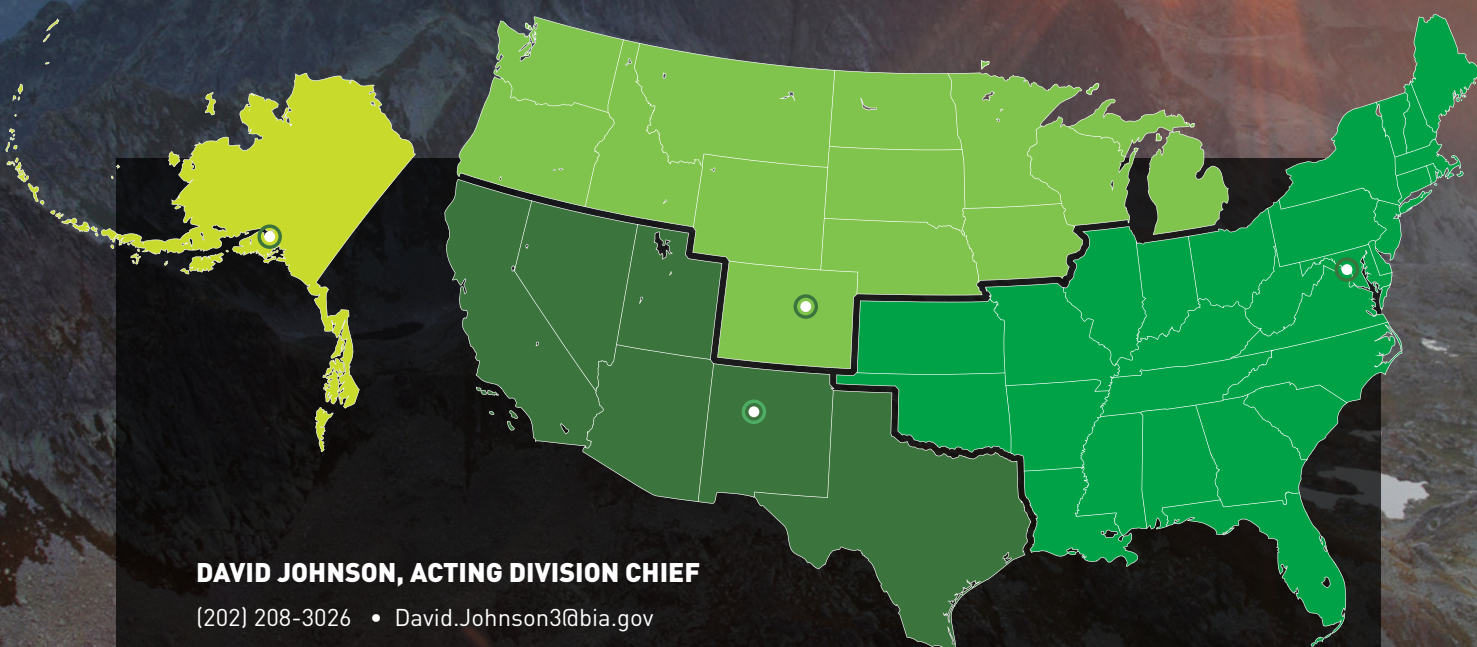 DAVID JOHNSON, ACTING DIVISION CHIEF
(202) 208-3026 • David.Johnson3@bia.gov